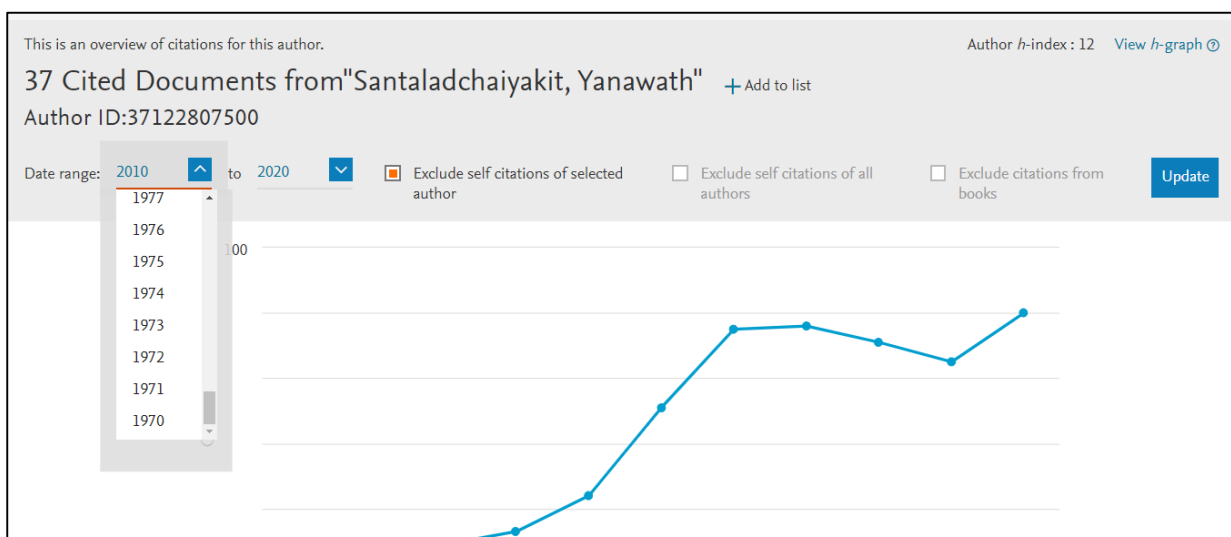 This is an overview of citations for this author.
Author h-index : 12 View h-graph ?
37 Cited Documents from"Santaladchaiyakit, Yanawath" + Add to list
Author ID:37122807500
Date range: 2010 to 2020
Exclude self citations of selected
author
Exclude self citations of all
authors
Exclude citations from
books
Update
1977
1976
1975
1974
1973
1972
1971
1970
100